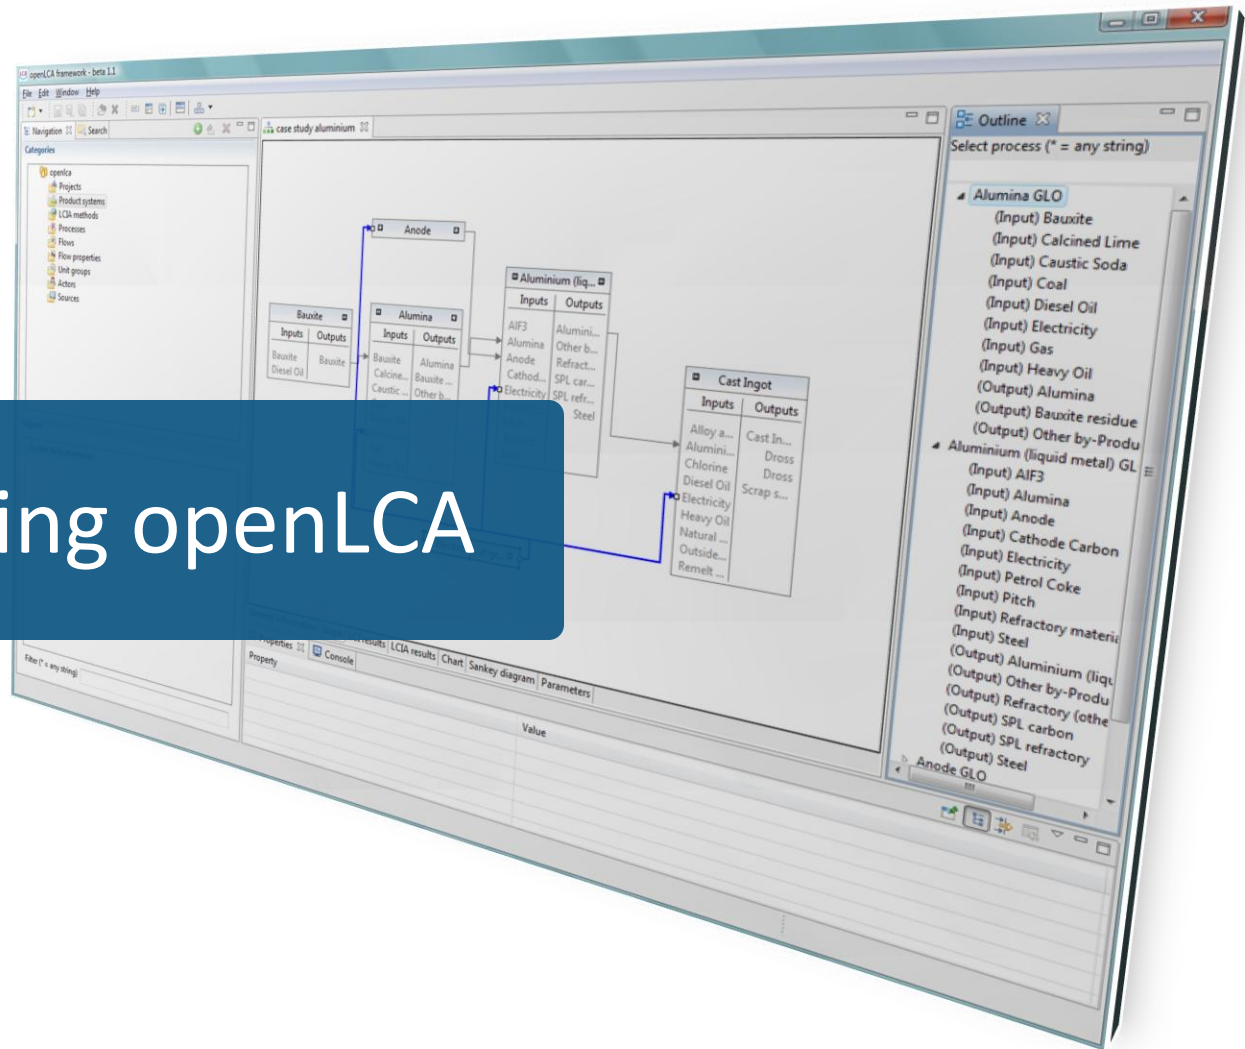 openLCA framework - beta 1.1
File Edit Window Help
Navigation Search
Categories
openlca
Projects
Product systems
LCIA methods
Processes
Flows
Flow properties
Unit groups
Actors
Sources
Filter (* = any string)
case study aluminium
Anode
Bauxite
Inputs Outputs
Bauxite Bauxite
Diesel Oil
Alumina
Inputs Outputs
Bauxite Alumina
Calcine... Bauxite ...
Caustic ... Other b...
Aluminium (liq...
Inputs Outputs
AlF3 Alumini...
Alumina Other b...
Anode Refract...
Cathod... SPL car...
Electricity SPL refr...
Steel
Cast Ingot
Inputs Outputs
Alloy a... Cast In...
Alumini... Dross
Chlorine Dross
Diesel Oil Scrap s...
Electricity
Heavy Oil
Natural ...
Outside...
Remelt ...
ing openLCA
results LCIA results Chart Sankey diagram Parameters
Properties Console
Property Value
Outline
Select process (* = any string)
Alumina GLO
(Input) Bauxite
(Input) Calcined Lime
(Input) Caustic Soda
(Input) Coal
(Input) Diesel Oil
(Input) Electricity
(Input) Gas
(Input) Heavy Oil
(Output) Alumina
(Output) Bauxite residue
(Output) Other by-Produ
Aluminium (liquid metal) GL
(Input) AlF3
(Input) Alumina
(Input) Anode
(Input) Cathode Carbon
(Input) Electricity
(Input) Petrol Coke
(Input) Pitch
(Input) Refractory materia
(Input) Steel
(Output) Aluminium (liqu
(Output) Other by-Produ
(Output) Refractory (othe
(Output) SPL carbon
(Output) SPL refractory
(Output) Steel
Anode GLO